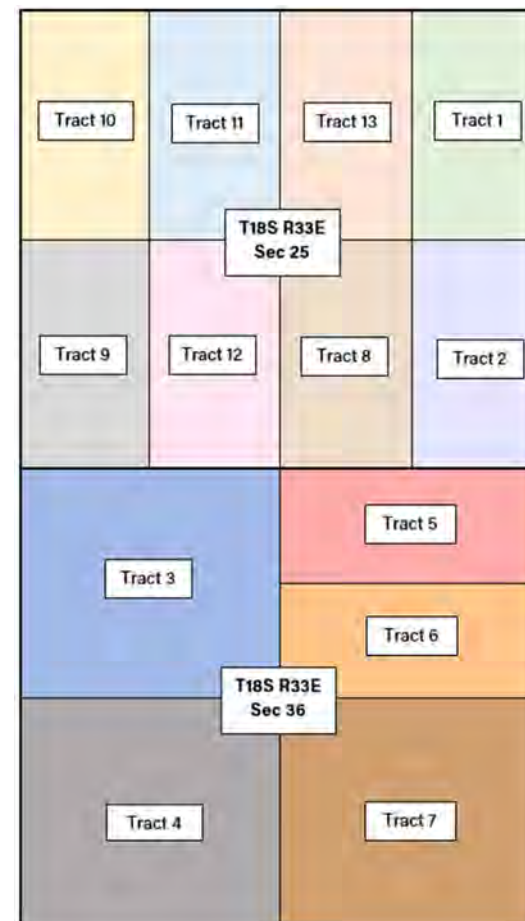 Tract 10
Tract 11
Tract 13
Tract 1
T18S R33E
Sec 25
Tract 9
Tract 12
Tract 8
Tract 2
Tract 3
Tract 5
Tract 6
T18S R33E
Sec 36
Tract 4
Tract 7